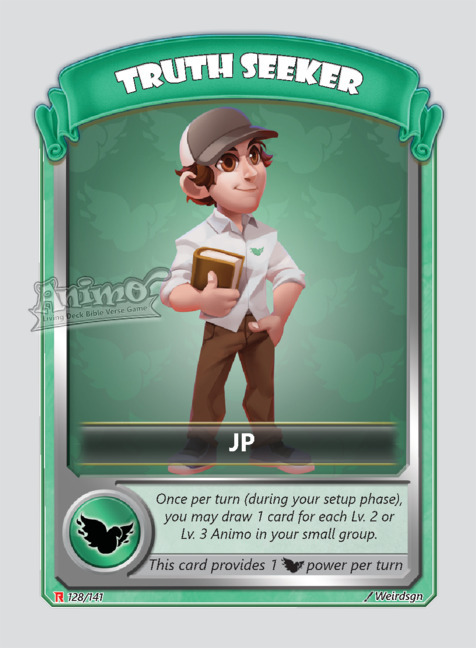 TRUTH SEEKER
Animo
Living Deck Bible Verse Game
JP
Once per turn (during your setup phase),
you may draw 1 card for each Lv. 2 or
Lv. 3 Animo in your small group.
This card provides 1 power per turn
R 128/141
Weirdsgn